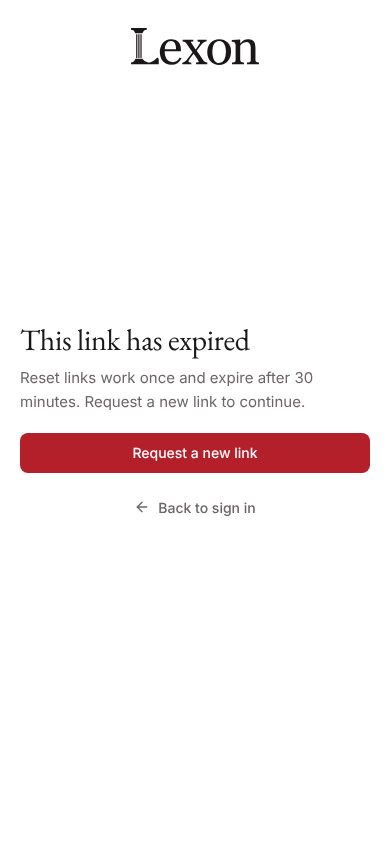 Lexon
This link has expired
Reset links work once and expire after 30
minutes. Request a new link to continue.
Request a new link
Back to sign in